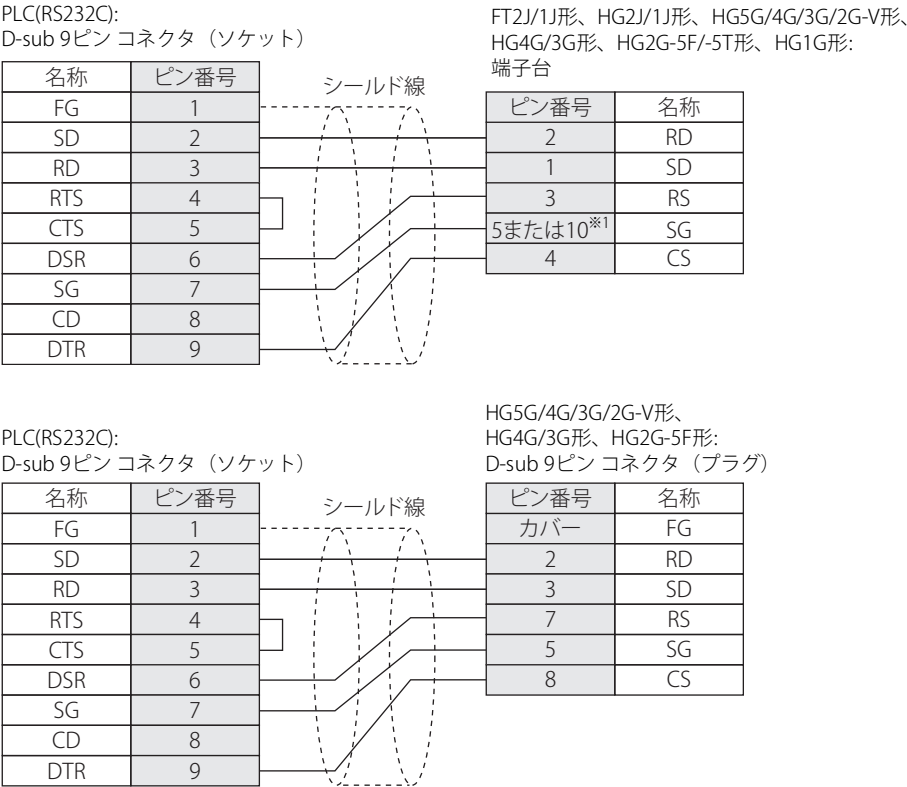 PLC(RS232C):
D-sub 9ピン コネクタ（ソケット）
FT2J/1J形、HG2J/1J形、HG5G/4G/3G/2G-V形、
HG4G/3G形、HG2G-5F/-5T形、HG1G形:
端子台
名称 ピン番号
FG 1
SD 2
RD 3
RTS 4
CTS 5
DSR 6
SG 7
CD 8
DTR 9
シールド線
ピン番号 名称
2 RD
1 SD
3 RS
5または10※1 SG
4 CS
PLC(RS232C):
D-sub 9ピン コネクタ（ソケット）
HG5G/4G/3G/2G-V形、
HG4G/3G形、HG2G-5F形:
D-sub 9ピン コネクタ（プラグ）
名称 ピン番号
FG 1
SD 2
RD 3
RTS 4
CTS 5
DSR 6
SG 7
CD 8
DTR 9
シールド線
ピン番号 名称
カバー FG
2 RD
3 SD
7 RS
5 SG
8 CS